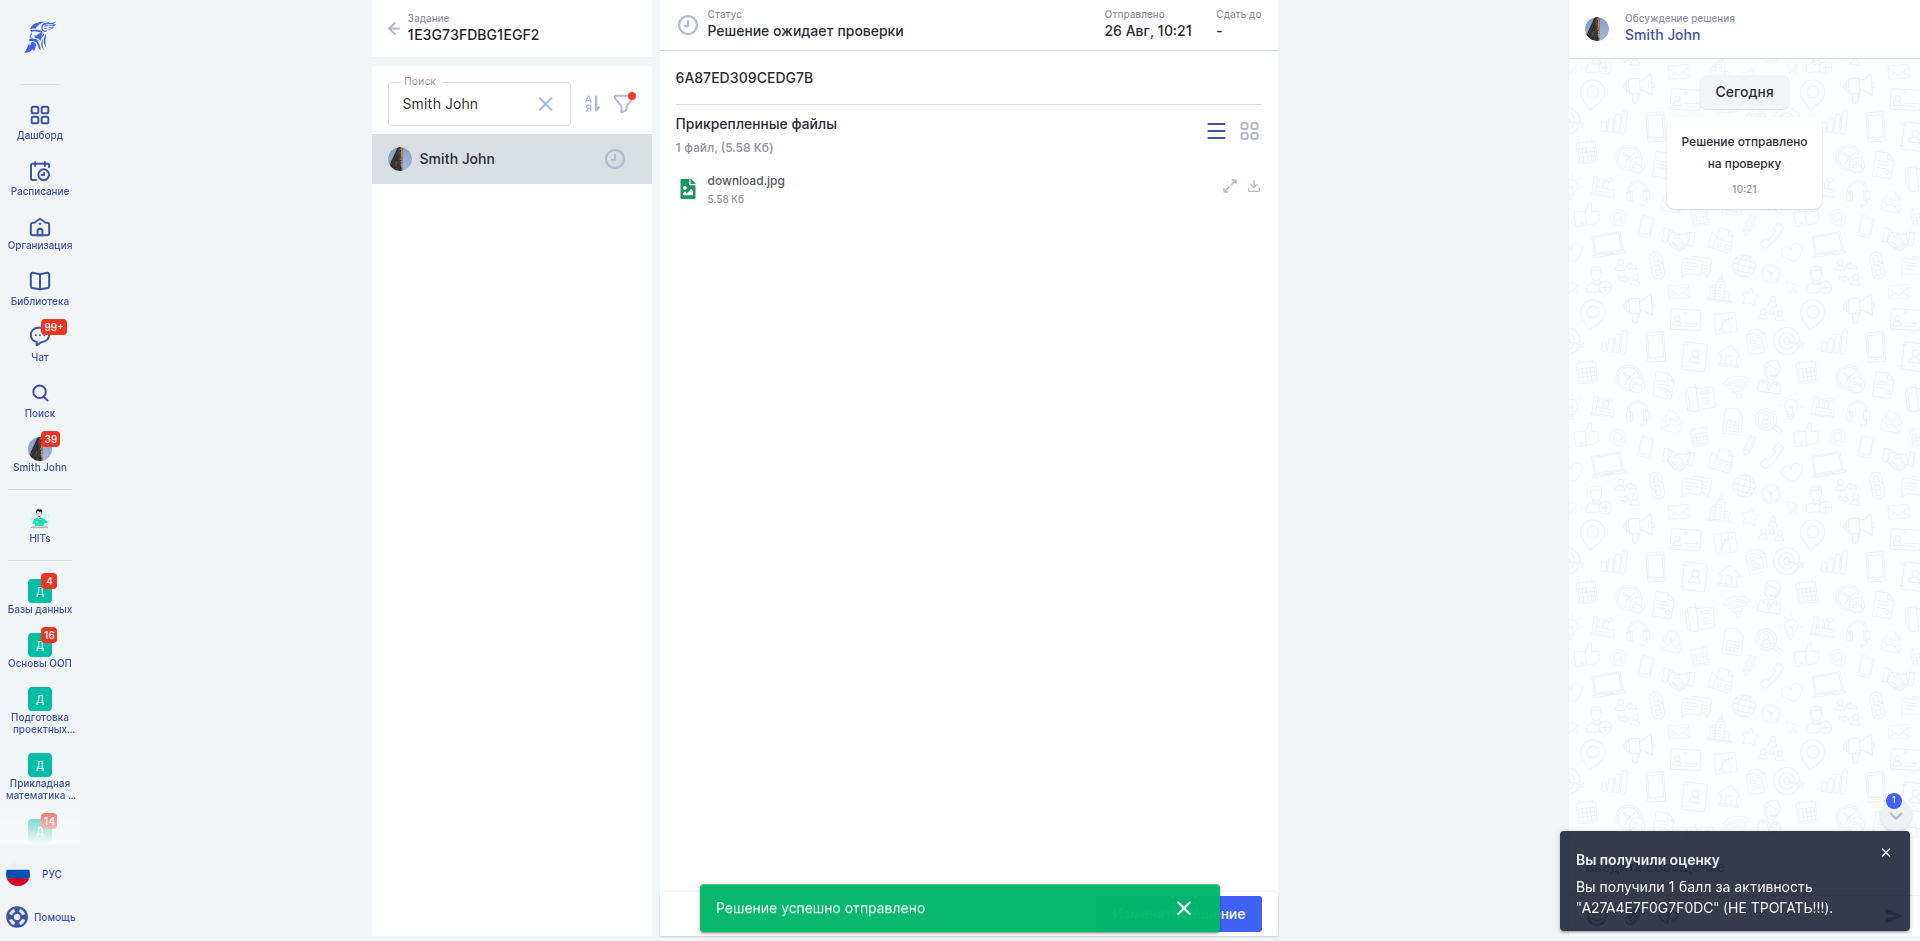 Дашборд
Расписание
Организация
Библиотека
99+
Чат
Поиск
39
Smith John
HITs
4
Д
Базы данных
16
Д
Основы ООП
Д
Подготовка
проектных...
Д
Прикладная
математика ...
14
Д
РУС
Помощь
Задание
1E3G73FDBG1EGF2
Поиск
Smith John
А
Я
Smith John
Статус
Решение ожидает проверки
Отправлено
26 Авг, 10:21
Сдать до
-
6A87ED309CEDG7B
Прикрепленные файлы
1 файл, (5.58 Кб)
download.jpg
5.58 Кб
Решение успешно отправлено
Обсуждение решения
Smith John
Сегодня
Решение отправлено
на проверку
10:21
1
Вы получили оценку
Вы получили 1 балл за активность
"A27A4E7F0G7F0DC" (НЕ ТРОГАТЬ!!!).